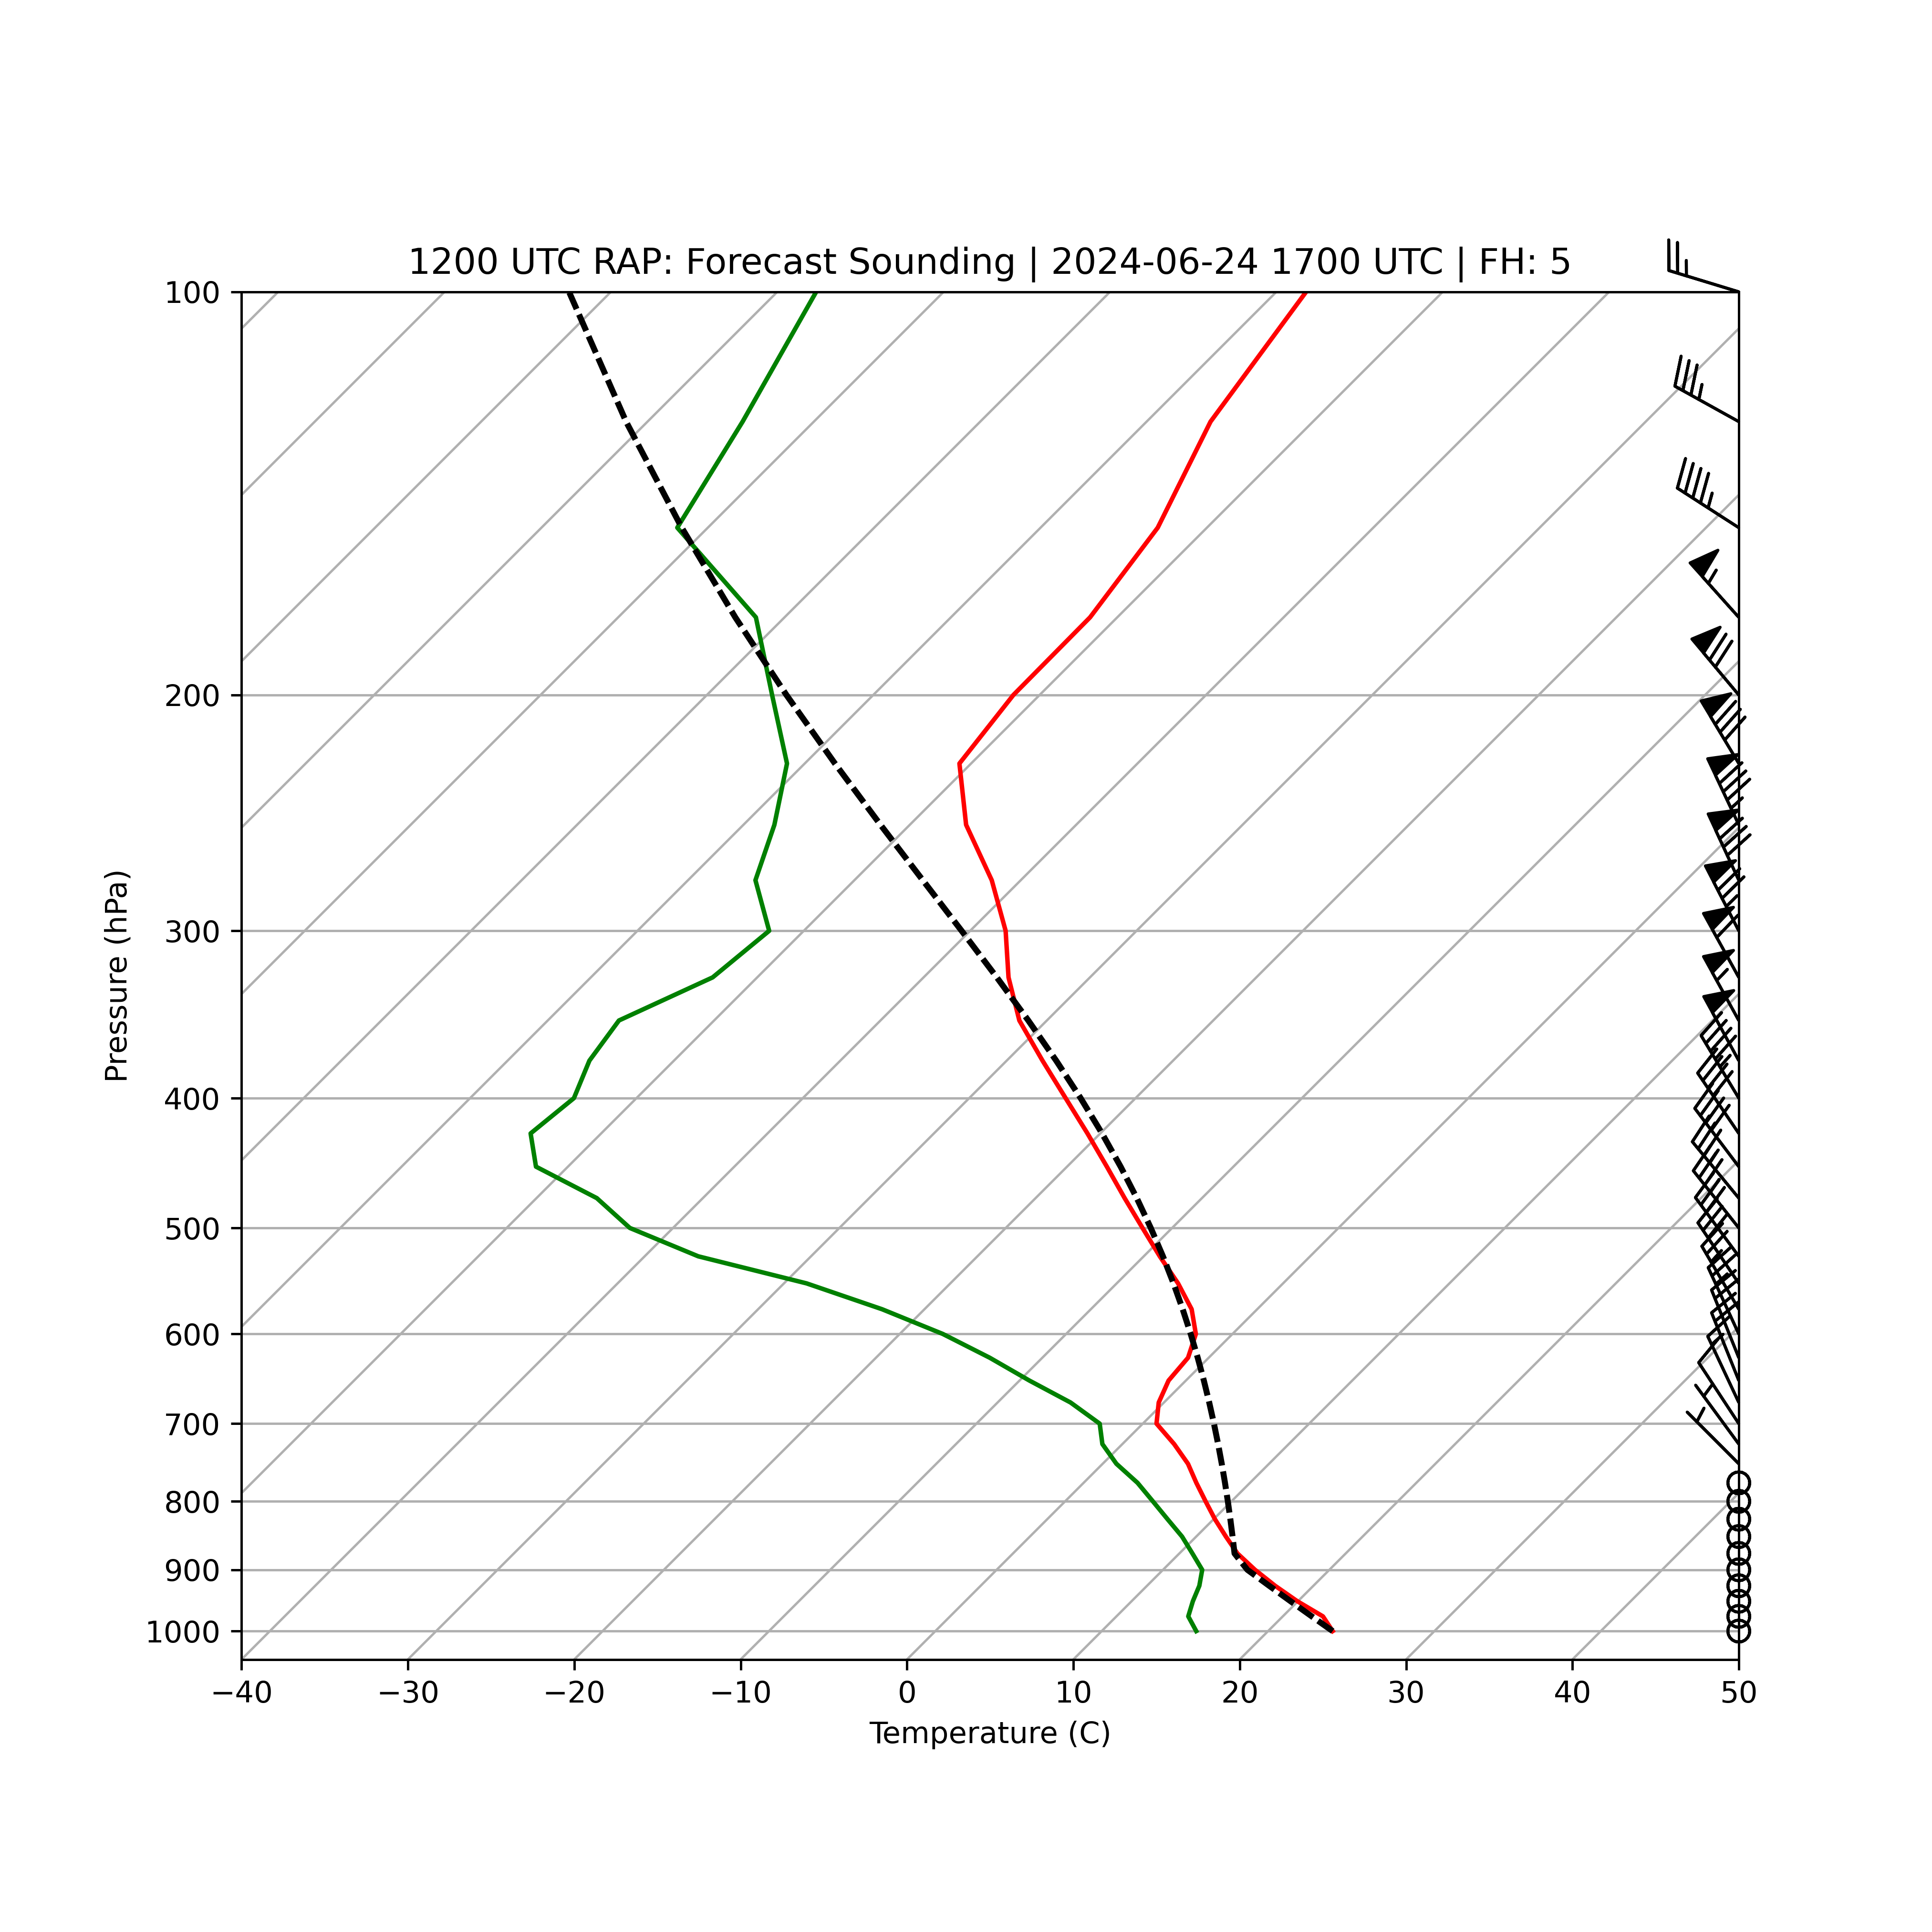 1200 UTC RAP: Forecast Sounding | 2024-06-24 1700 UTC | FH: 5
100
200
300
400
500
600
700
800
900
1000
Pressure (hPa)
−40 −30 −20 −10 0 10 20 30 40 50
Temperature (C)